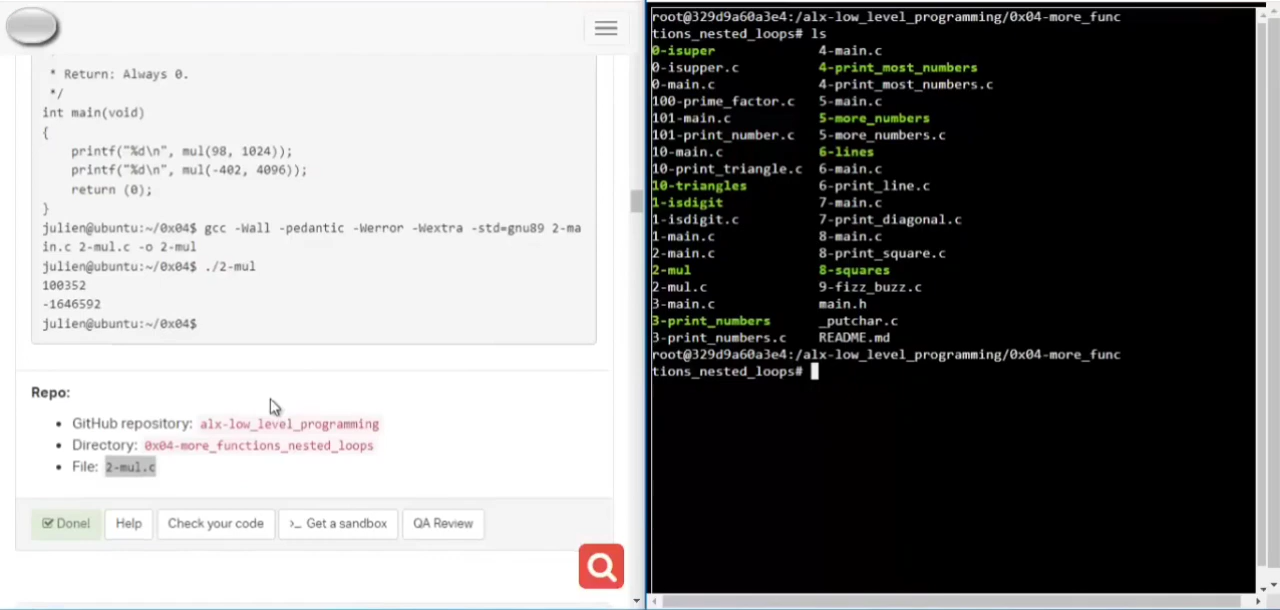 * Return: Always 0.
*/
int main(void)
{
printf("%d\n", mul(98, 1024));
printf("%d\n", mul(-402, 4096));
return (0);
}
julien@ubuntu:~/0x04$ gcc -Wall -pedantic -Werror -Wextra -std=gnu89 2-ma
in.c 2-mul.c -o 2-mul
julien@ubuntu:~/0x04$ ./2-mul
100352
-1646592
julien@ubuntu:~/0x04$
Repo:
• GitHub repository: alx-low_level_programming
• Directory: 0x04-more_functions_nested_loops
• File: 2-mul.c
Done! Help Check your code >_ Get a sandbox QA Review
root@329d9a60a3e4:/alx-low_level_programming/0x04-more_func
tions_nested_loops# ls
0-isuper 4-main.c
0-isupper.c 4-print_most_numbers
0-main.c 4-print_most_numbers.c
100-prime_factor.c 5-main.c
101-main.c 5-more_numbers
101-print_number.c 5-more_numbers.c
10-main.c 6-lines
10-print_triangle.c 6-main.c
10-triangles 6-print_line.c
1-isdigit 7-main.c
1-isdigit.c 7-print_diagonal.c
1-main.c 8-main.c
2-main.c 8-print_square.c
2-mul 8-squares
2-mul.c 9-fizz_buzz.c
3-main.c main.h
3-print_numbers _putchar.c
3-print_numbers.c README.md
root@329d9a60a3e4:/alx-low_level_programming/0x04-more_func
tions_nested_loops#